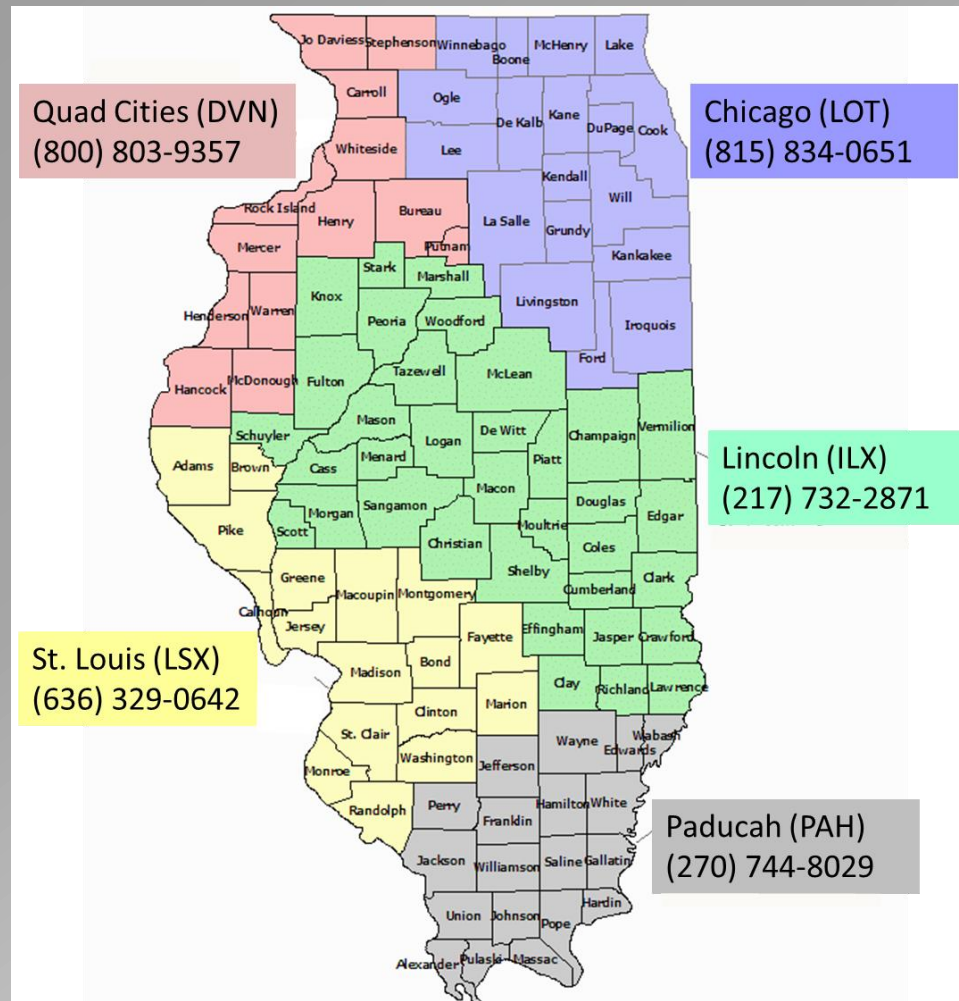 Jo Daviess
Stephenson
Winnebago
Boone
McHenry
Lake
Carroll
Ogle
De Kalb
Kane
DuPage
Cook
Quad Cities (DVN)
(800) 803-9357
Chicago (LOT)
(815) 834-0651
Whiteside
Lee
Kendall
Will
Rock Island
Henry
Bureau
La Salle
Grundy
Mercer
Putnam
Kankakee
Stark
Marshall
Knox
Livingston
Henderson
Warren
Peoria
Woodford
Iroquois
Ford
Hancock
McDonough
Fulton
Tazewell
McLean
Mason
Schuyler
Logan
De Witt
Champaign
Vermilion
Adams
Brown
Cass
Menard
Piatt
Lincoln (ILX)
(217) 732-2871
Macon
Pike
Scott
Morgan
Sangamon
Douglas
Edgar
Moultrie
Christian
Coles
Greene
Shelby
Clark
Macoupin
Montgomery
Cumberland
Calhoun
Jersey
Fayette
Effingham
Jasper
Crawford
St. Louis (LSX)
(636) 329-0642
Madison
Bond
Clay
Richland
Lawrence
Marion
Clinton
St. Clair
Wayne
Edwards
Wabash
Washington
Jefferson
Monroe
Randolph
Perry
Hamilton
White
Franklin
Paducah (PAH)
(270) 744-8029
Jackson
Williamson
Saline
Gallatin
Hardin
Union
Johnson
Pope
Alexander
Pulaski
Massac